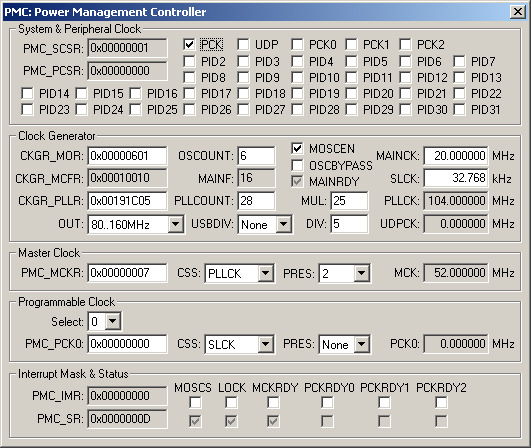 PMC: Power Management Controller
System & Peripheral Clock
PMC_SCSR: 0x00000001 PCK UDP PCK0 PCK1 PCK2
PMC_PCSR: 0x00000000 PID2 PID3 PID4 PID5 PID6 PID7
PID8 PID9 PID10 PID11 PID12 PID13
PID14 PID15 PID16 PID17 PID18 PID19 PID20 PID21 PID22
PID23 PID24 PID25 PID26 PID27 PID28 PID29 PID30 PID31
Clock Generator
CKGR_MOR: 0x00000601 OSCOUNT: 6 MOSCEN MAINCK: 20.000000 MHz
OSCBYPASS
CKGR_MCFR: 0x00010010 MAINF: 16 MAINRDY SLCK: 32.768 kHz
CKGR_PLLR: 0x00191C05 PLLCOUNT: 28 MUL: 25 PLLCK: 104.000000 MHz
OUT: 80..160MHz USBDIV: None DIV: 5 UDPCK: 0.000000 MHz
Master Clock
PMC_MCKR: 0x00000007 CSS: PLLCK PRES: 2 MCK: 52.000000 MHz
Programmable Clock
Select: 0
PMC_PCK0: 0x00000000 CSS: SLCK PRES: None PCK0: 0.000000 MHz
Interrupt Mask & Status
MOSCS LOCK MCKRDY PCKRDY0 PCKRDY1 PCKRDY2
PMC_IMR: 0x00000000
PMC_SR: 0x0000000D